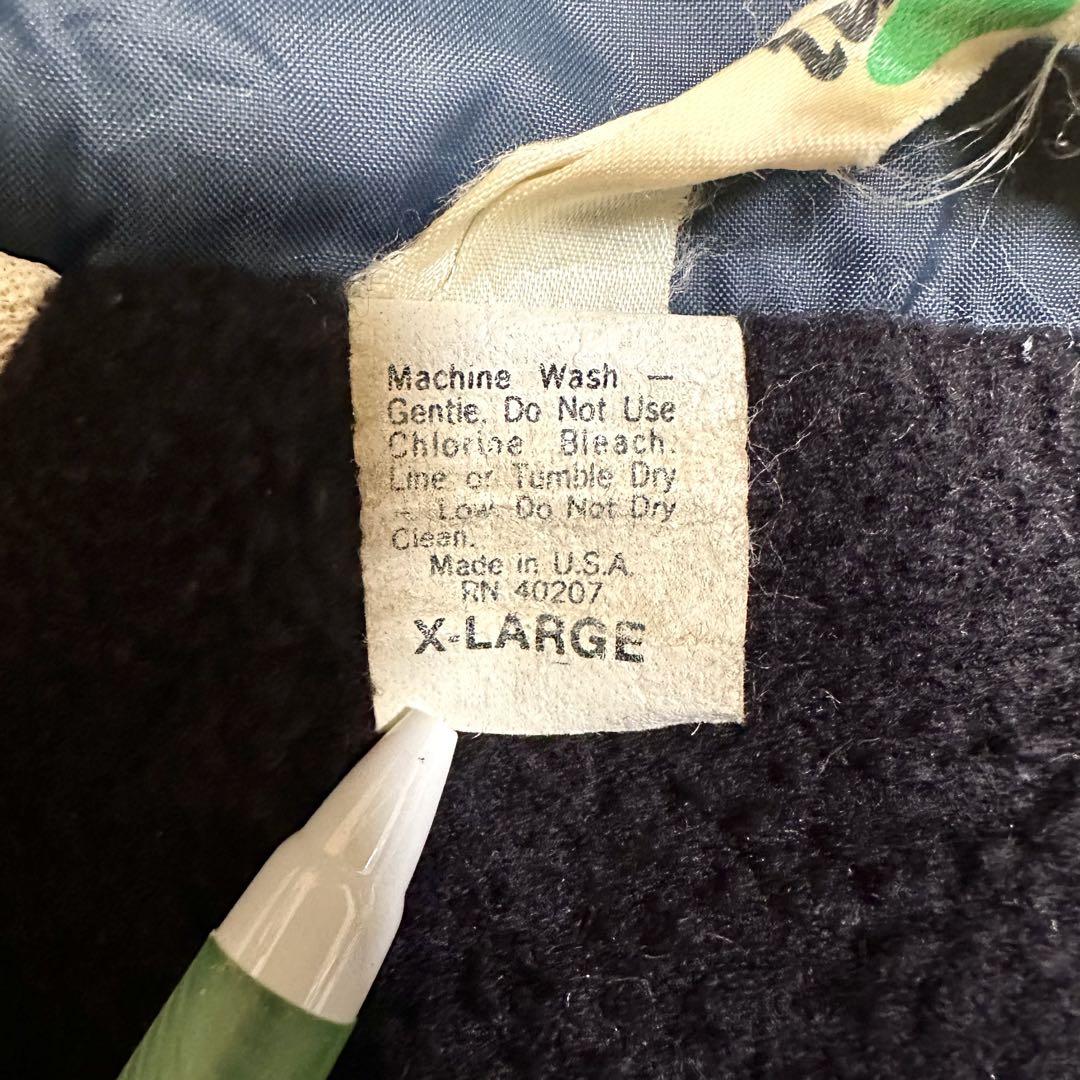 Machine Wash —
Gentle. Do Not Use
Chlorine Bleach.
Line or Tumble Dry
– Low. Do Not Dry
Clean.
Made in U.S.A.
RN 40207
X-LARGE